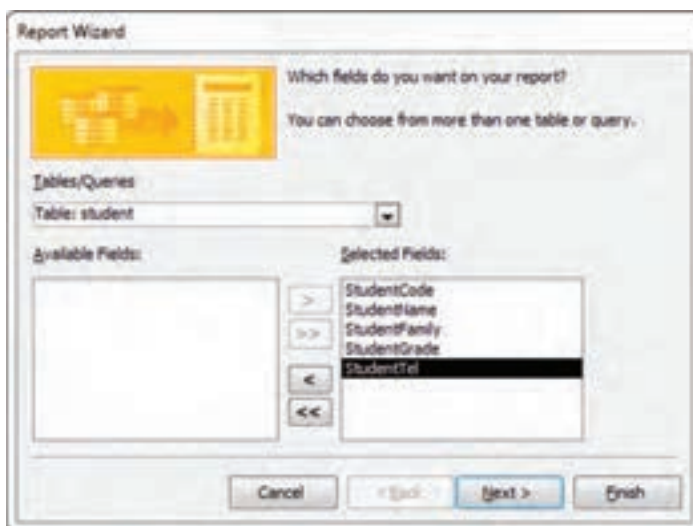 Report Wizard
Which fields do you want on your report?
You can choose from more than one table or query.
Tables/Queries
Table: student
Available Fields:
Selected Fields:
>
>>
<
<<
StudentCode
StudentName
StudentFamily
StudentGrade
StudentTel
Cancel
< Back
Next >
Finish